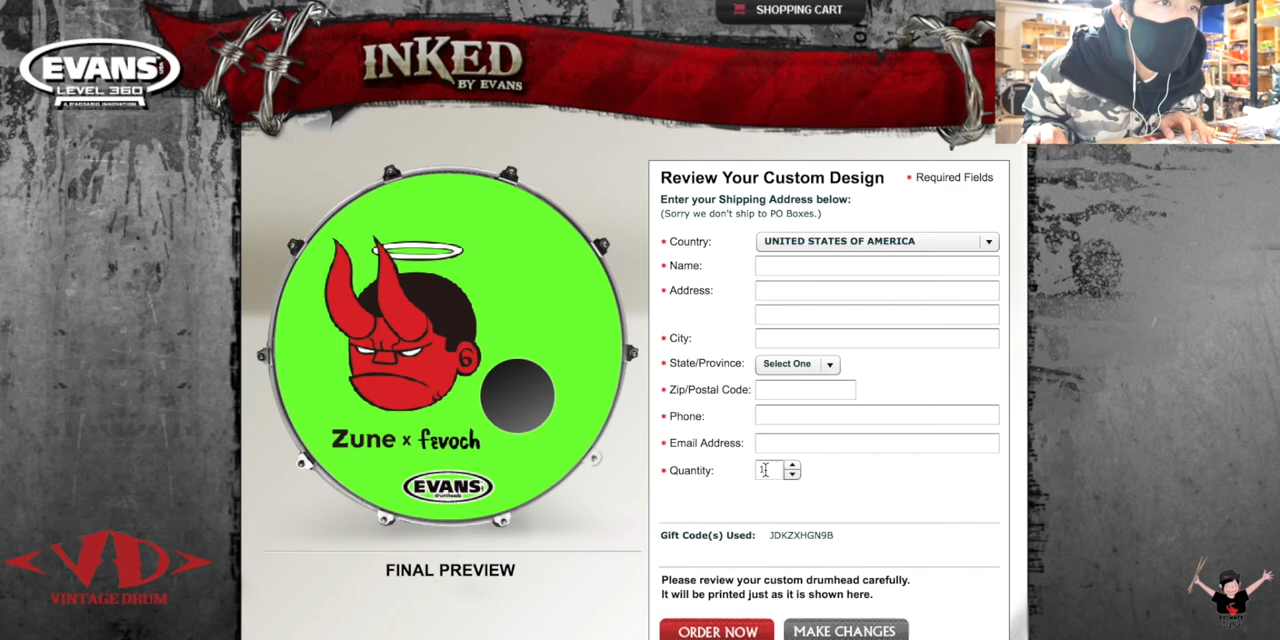 SHOPPING CART
EVANS
LEVEL 360
A D'ADDARIO INNOVATION
INKED
BY EVANS
Review Your Custom Design
* Required Fields
Enter your Shipping Address below:
(Sorry we don't ship to PO Boxes.)
* Country: UNITED STATES OF AMERICA
* Name:
* Address:
* City:
* State/Province: Select One
* Zip/Postal Code:
* Phone:
* Email Address:
* Quantity: 1
Gift Code(s) Used: JDKZXHGN9B
Please review your custom drumhead carefully.
It will be printed just as it is shown here.
ORDER NOW
MAKE CHANGES
6
Zune x fevoch
EVANS
drumheads
FINAL PREVIEW
VD
VINTAGE DRUM